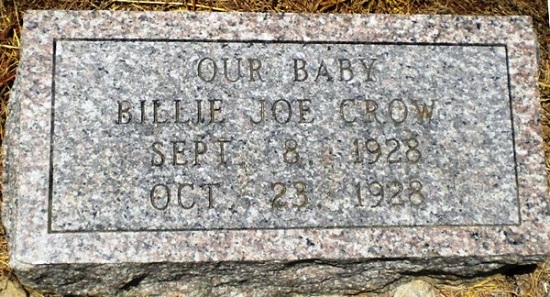 OUR BABY
BILLIE JOE CROW
SEPT. 8, 1928
OCT. 23, 1928